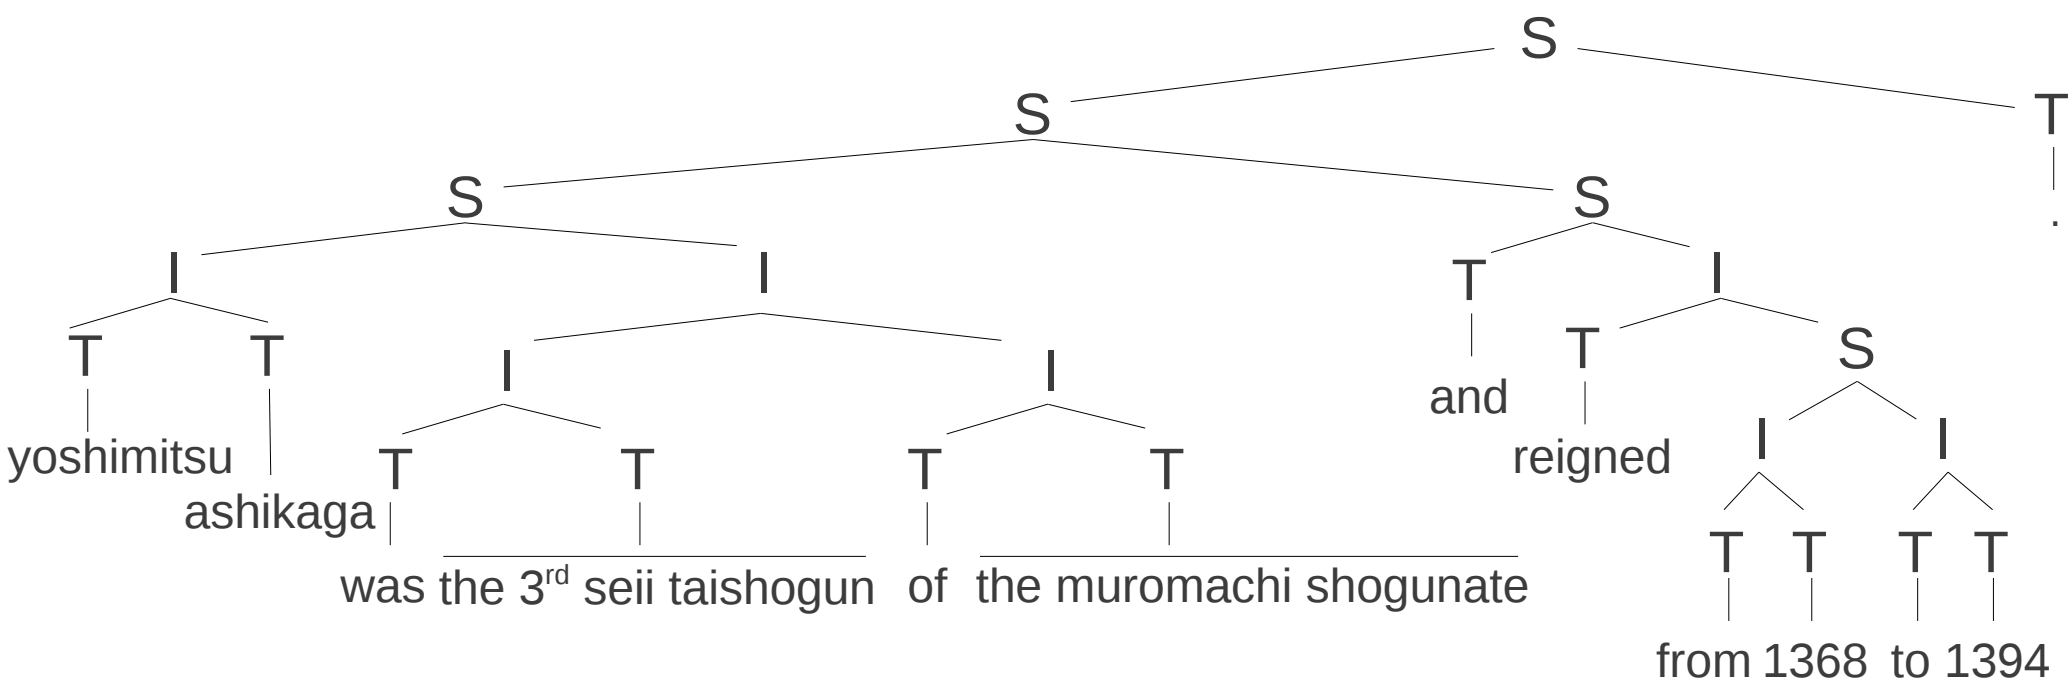 S
S T
S S .
I I T I
T T I I T S
and
yoshimitsu T T T T reigned I I
ashikaga
T T T T
was the 3rd seii taishogun of the muromachi shogunate
from 1368 to 1394